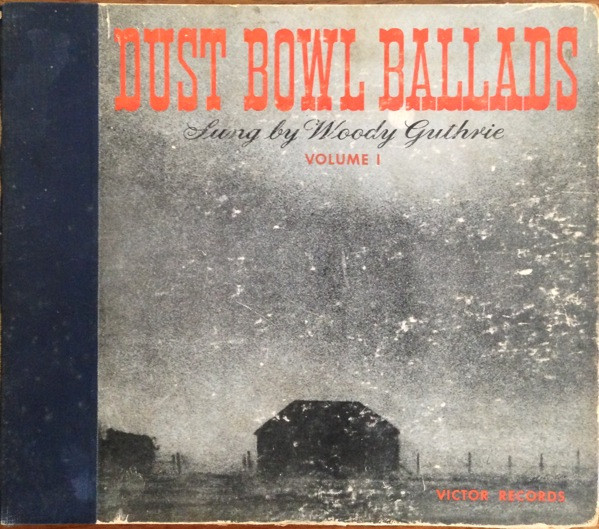 DUST BOWL BALLADS
Sung by Woody Guthrie
VOLUME I
VICTOR RECORDS